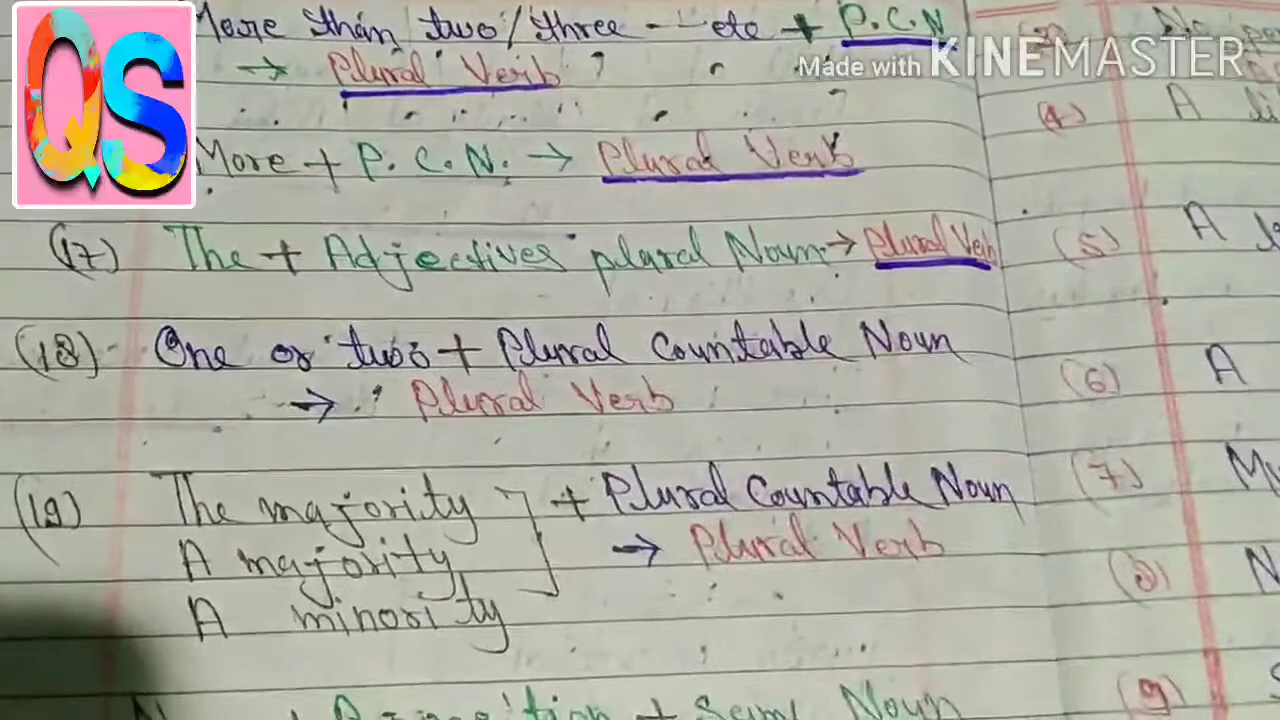 QS
Made with KINEMASTER
More than two/three -- etc + P.C.N.
→ Plural Verb
More + P.C.N. → Plural Verb
(17) The + Adjectives plural Noun → Plural Verb
(18) One or two + Plural Countable Noun
→ Plural Verb
(19) The majority ] + Plural Countable Noun
A majority → Plural Verb
A minority
+ Noun
(4) A
(5) A
(6) A
(7)
(8) N
(9) S